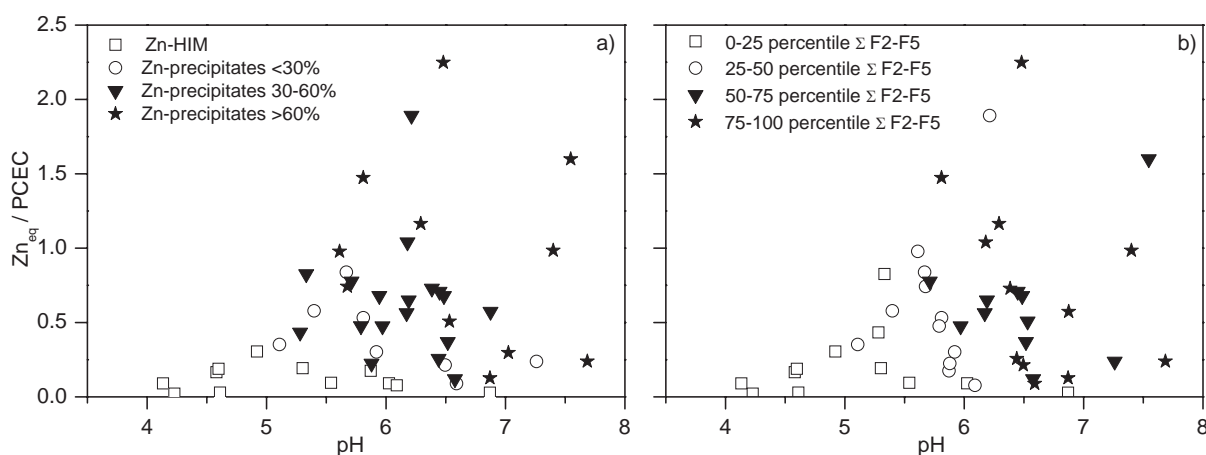 2.5
2.0
1.5
1.0
0.5
0.0
Zn_eq / PCEC
a)
Zn-HIM
Zn-precipitates <30%
Zn-precipitates 30-60%
Zn-precipitates >60%
4 5 6 7 8
pH
b)
0-25 percentile Σ F2-F5
25-50 percentile Σ F2-F5
50-75 percentile Σ F2-F5
75-100 percentile Σ F2-F5
4 5 6 7 8
pH